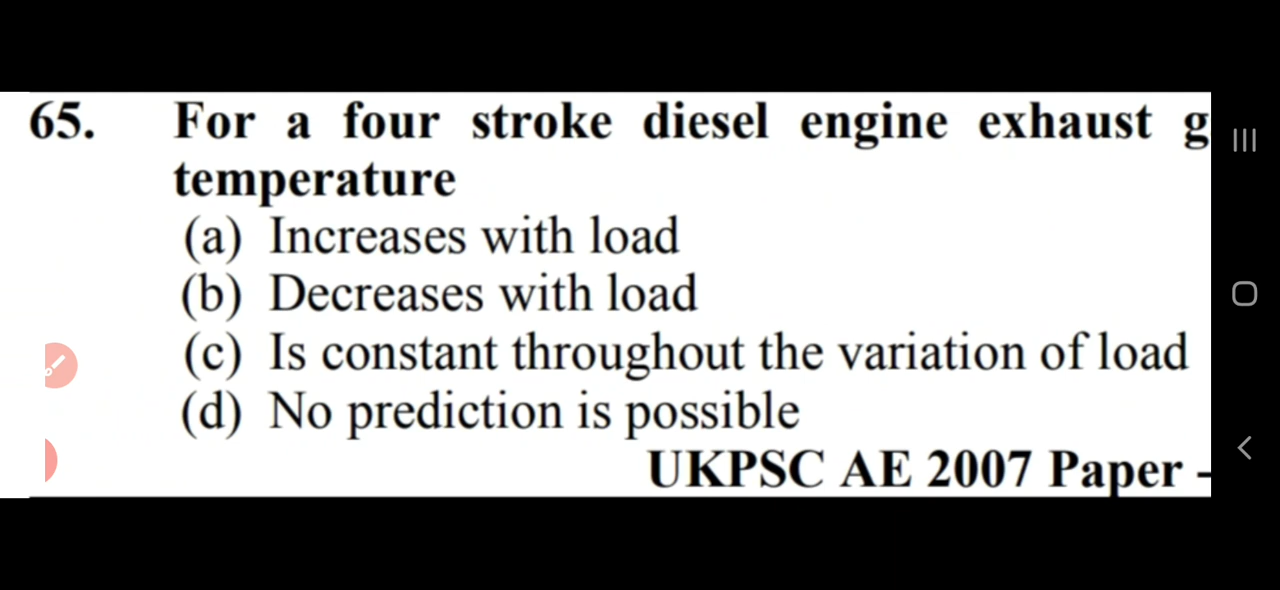 65. For a four stroke diesel engine exhaust g
temperature
(a) Increases with load
(b) Decreases with load
(c) Is constant throughout the variation of load
(d) No prediction is possible
UKPSC AE 2007 Paper -